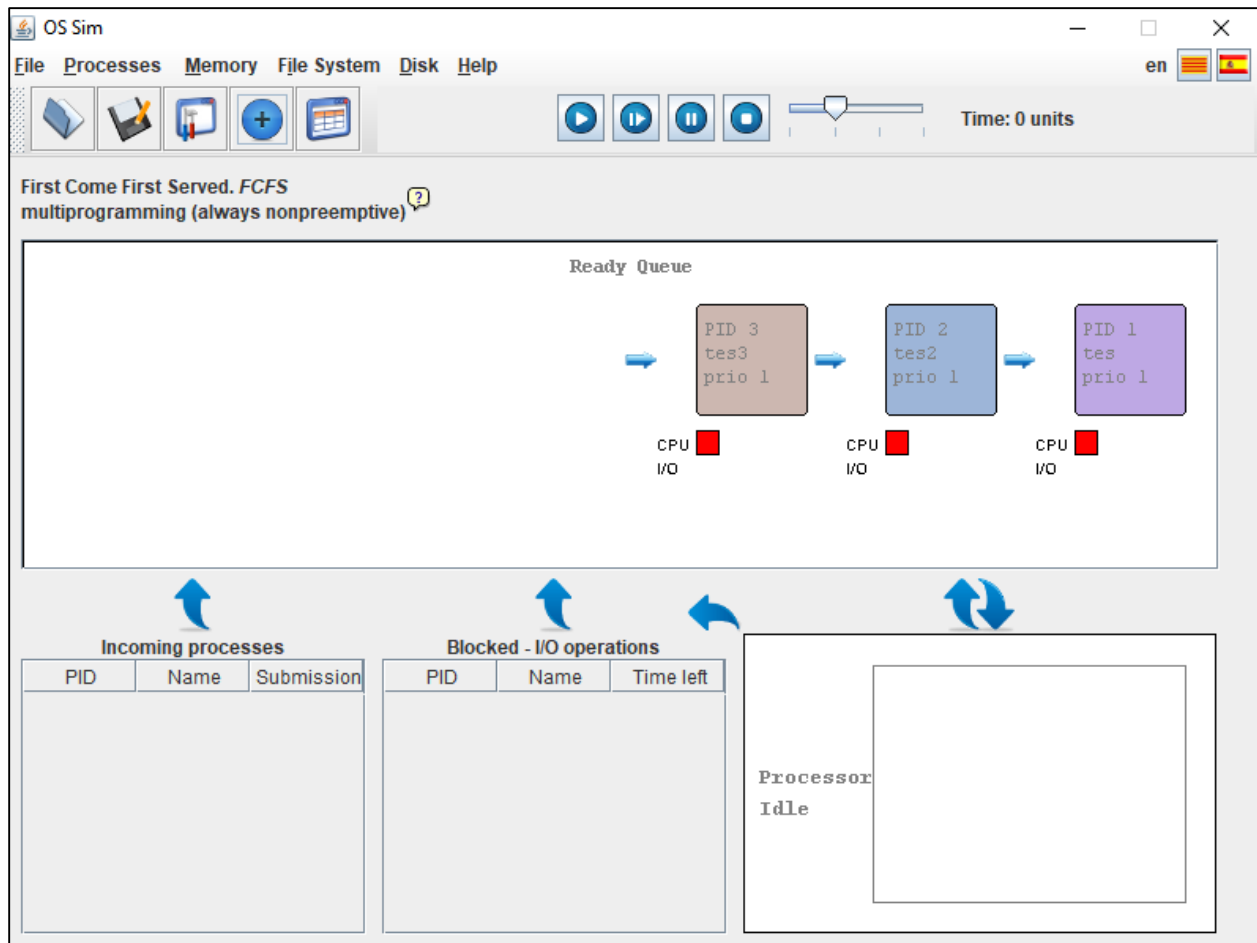 OS Sim
File Processes Memory File System Disk Help
en
Time: 0 units
First Come First Served. FCFS
multiprogramming (always nonpreemptive)
?
Ready Queue
PID 3
tes3
prio 1
CPU
I/O
PID 2
tes2
prio 1
CPU
I/O
PID 1
tes
prio 1
CPU
I/O
Incoming processes
PID Name Submission
Blocked - I/O operations
PID Name Time left
Processor
Idle